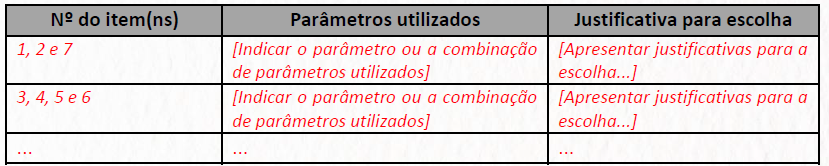 Nº do item(ns) Parâmetros utilizados Justificativa para escolha
1, 2 e 7 [Indicar o parâmetro ou a combinação de parâmetros utilizados] [Apresentar justificativas para a escolha...]
3, 4, 5 e 6 [Indicar o parâmetro ou a combinação de parâmetros utilizados] [Apresentar justificativas para a escolha...]
... ... ...